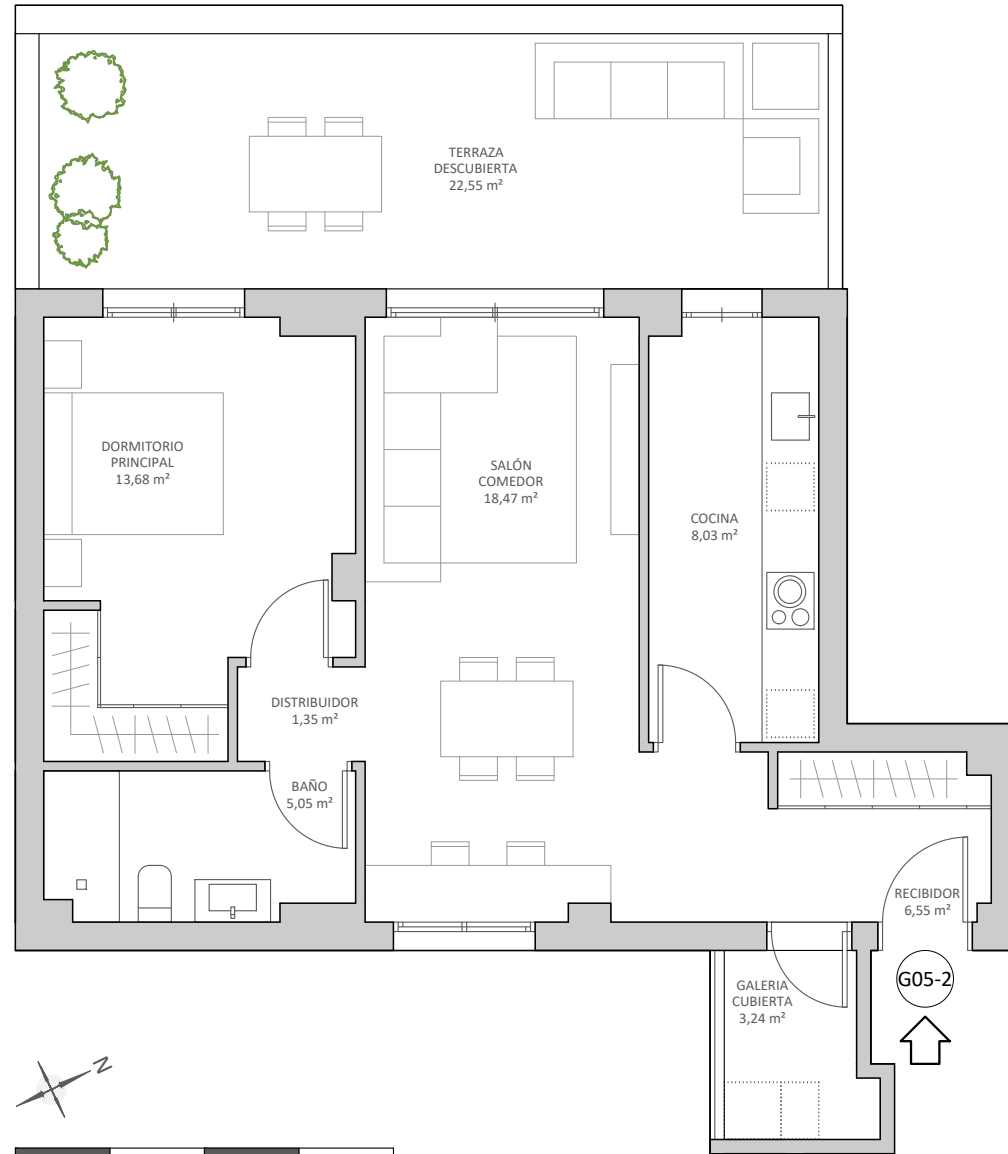 TERRAZA
DESCUBIERTA
22,55 m²
DORMITORIO
PRINCIPAL
13,68 m²
SALÓN
COMEDOR
18,47 m²
COCINA
8,03 m²
DISTRIBUIDOR
1,35 m²
BAÑO
5,05 m²
RECIBIDOR
6,55 m²
GALERIA
CUBIERTA
3,24 m²
G05-2
N